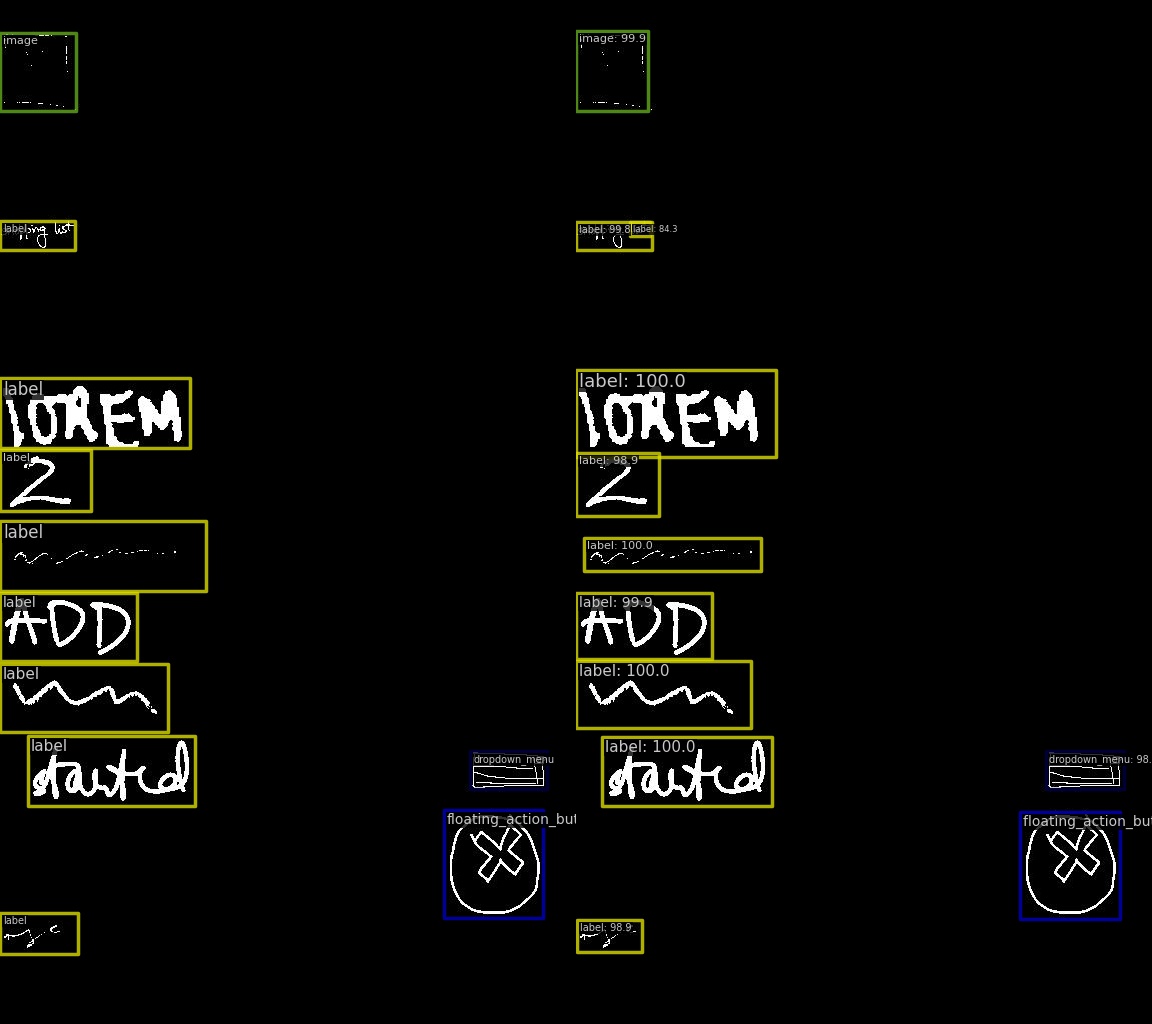 image
image: 99.9
label
list
label: 99.8
label: 84.3
label
lOREM
label: 100.0
lOREM
label
2
label: 98.9
2
label
label: 100.0
label
ADD
label: 99.9
ADD
label
label: 100.0
label
started
label: 100.0
started
dropdown_menu
dropdown_menu: 98.
floating_action_but
floating_action_but
label
label: 98.9